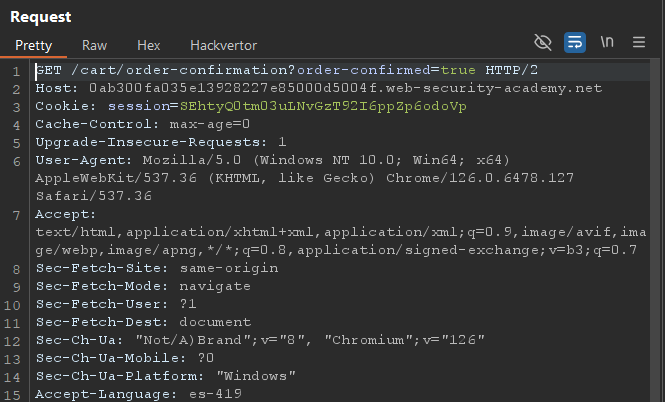 Request
Pretty Raw Hex Hackvertor \n
1 GET /cart/order-confirmation?order-confirmed=true HTTP/2
2 Host: 0ab300fa035e13928227e85000d5004f.web-security-academy.net
3 Cookie: session=SEhtyQOtm03uLNvGzT92I6ppZp6odoVp
4 Cache-Control: max-age=0
5 Upgrade-Insecure-Requests: 1
6 User-Agent: Mozilla/5.0 (Windows NT 10.0; Win64; x64)
AppleWebKit/537.36 (KHTML, like Gecko) Chrome/126.0.6478.127
Safari/537.36
7 Accept:
text/html,application/xhtml+xml,application/xml;q=0.9,image/avif,ima
ge/webp,image/apng,*/*;q=0.8,application/signed-exchange;v=b3;q=0.7
8 Sec-Fetch-Site: same-origin
9 Sec-Fetch-Mode: navigate
10 Sec-Fetch-User: ?1
11 Sec-Fetch-Dest: document
12 Sec-Ch-Ua: "Not/A)Brand";v="8", "Chromium";v="126"
13 Sec-Ch-Ua-Mobile: ?0
14 Sec-Ch-Ua-Platform: "Windows"
15 Accept-Language: es-419